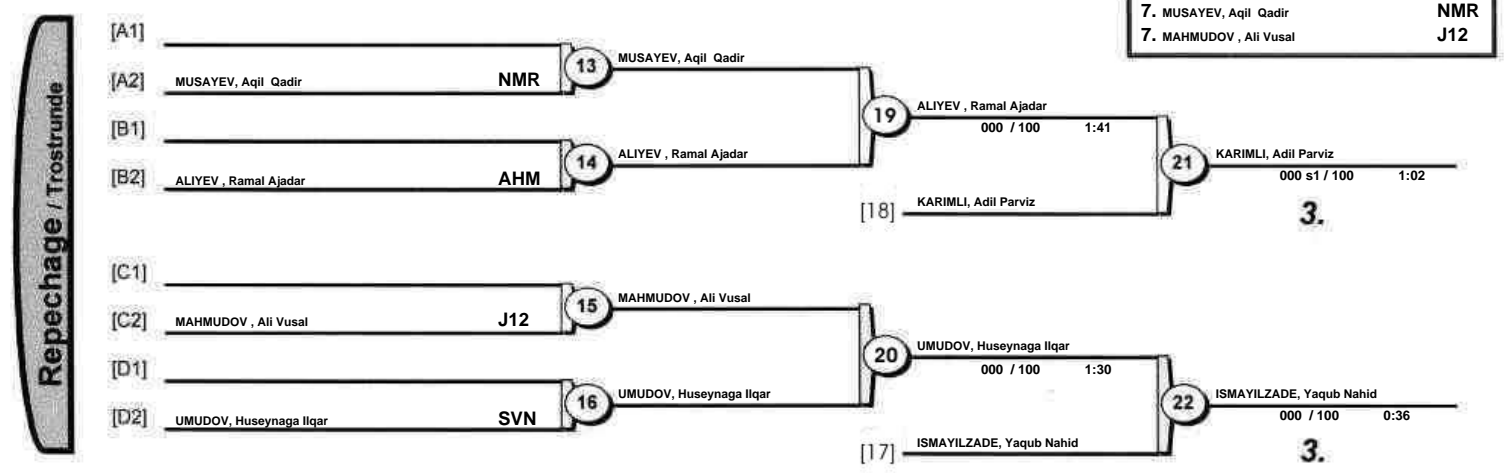 7. MUSAYEV, Aqil Qadir NMR
7. MAHMUDOV , Ali Vusal J12
Repechage / Trostrunde
[A1]
[A2] MUSAYEV, Aqil Qadir NMR
13 MUSAYEV, Aqil Qadir
[B1]
[B2] ALIYEV , Ramal Ajadar AHM
14 ALIYEV , Ramal Ajadar
19 ALIYEV , Ramal Ajadar
000 / 100 1:41
[18] KARIMLI, Adil Parviz
21 KARIMLI, Adil Parviz
000 s1 / 100 1:02
3.
[C1]
[C2] MAHMUDOV , Ali Vusal J12
15 MAHMUDOV , Ali Vusal
[D1]
[D2] UMUDOV, Huseynaga Ilqar SVN
16 UMUDOV, Huseynaga Ilqar
20 UMUDOV, Huseynaga Ilqar
000 / 100 1:30
[17] ISMAYILZADE, Yaqub Nahid
22 ISMAYILZADE, Yaqub Nahid
000 / 100 0:36
3.